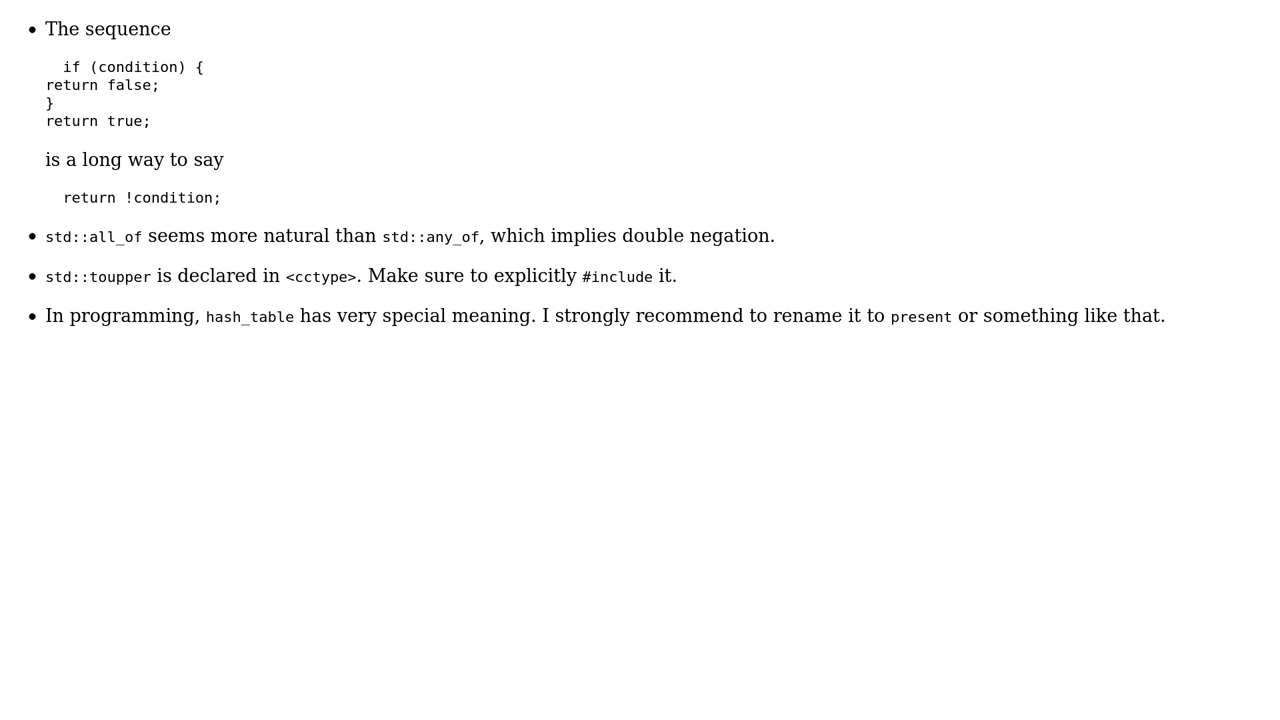 • The sequence
if (condition) {
return false;
}
return true;
is a long way to say
return !condition;
• std::all_of seems more natural than std::any_of, which implies double negation.
• std::toupper is declared in <cctype>. Make sure to explicitly #include it.
• In programming, hash_table has very special meaning. I strongly recommend to rename it to present or something like that.